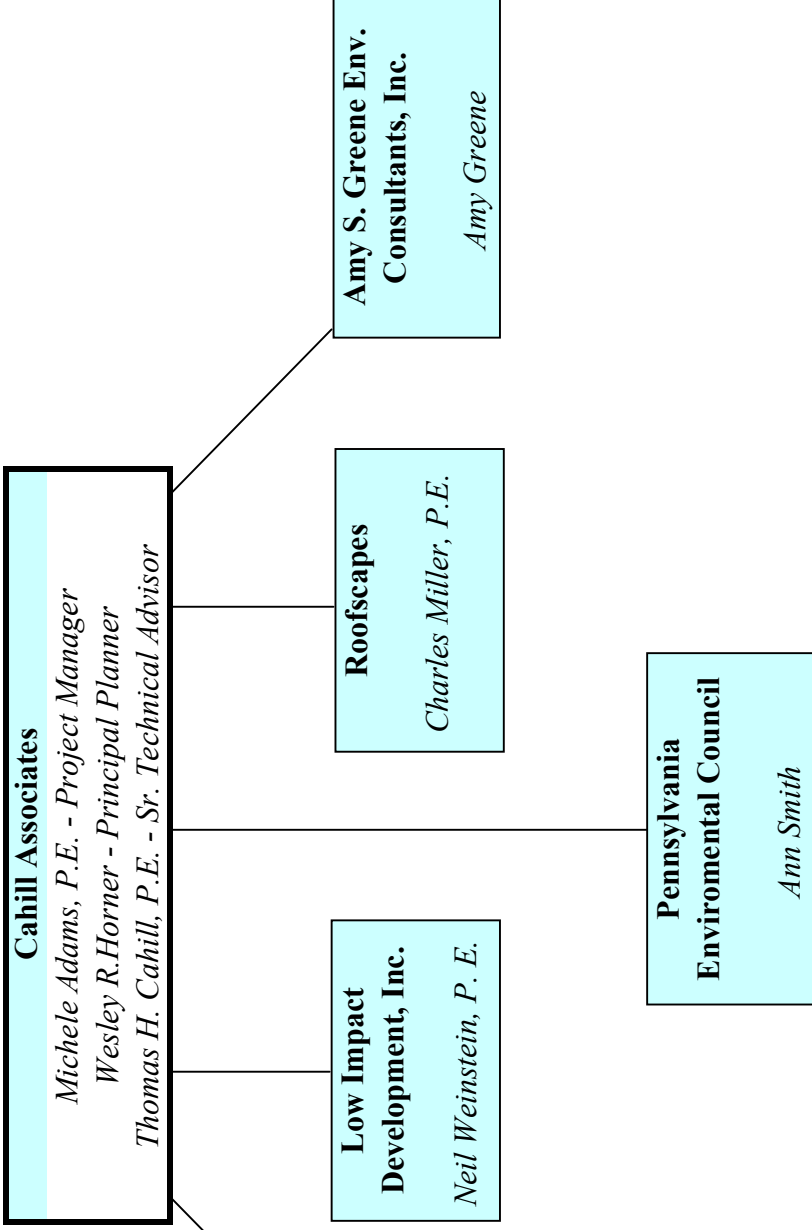 Cahill Associates
Michele Adams, P.E. - Project Manager
Wesley R.Horner - Principal Planner
Thomas H. Cahill, P.E. - Sr. Technical Advisor
Low Impact
Development, Inc.
Neil Weinstein, P. E.
Roofscapes
Charles Miller, P.E.
Amy S. Greene Env.
Consultants, Inc.
Amy Greene
Pennsylvania
Enviromental Council
Ann Smith